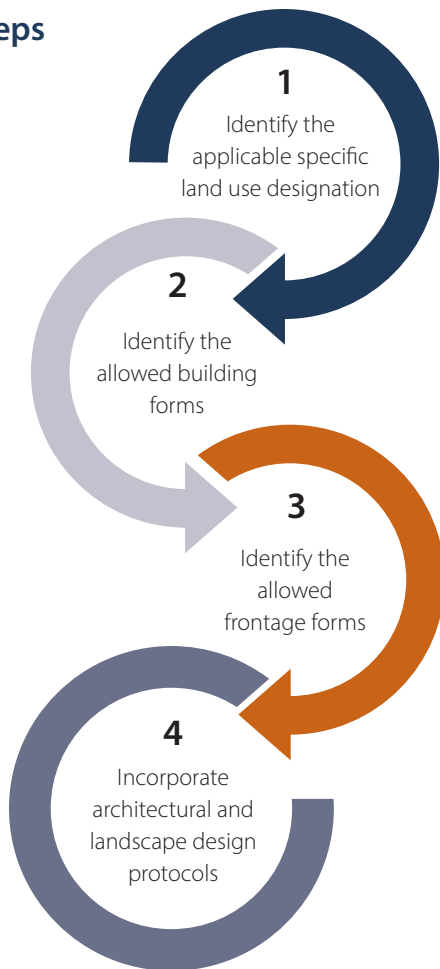 eps
1
Identify the
applicable specific
land use designation
2
Identify the
allowed building
forms
3
Identify the
allowed
frontage forms
4
Incorporate
architectural and
landscape design
protocols